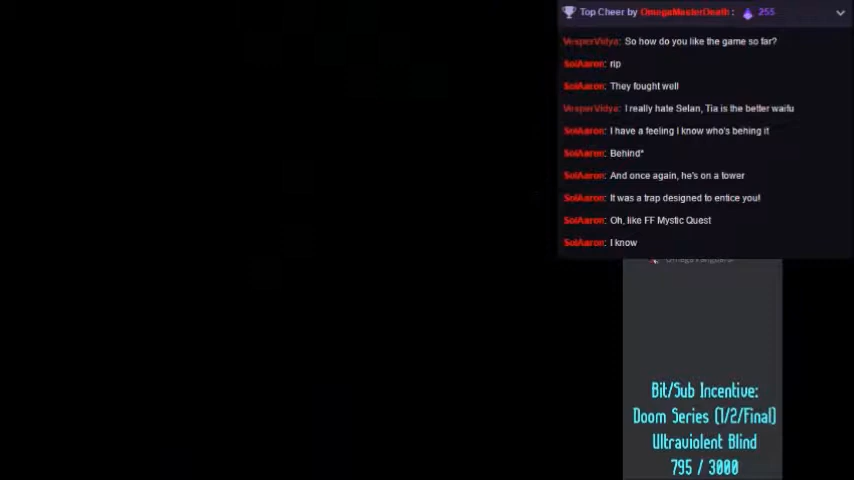 Top Cheer by OmegaMasterDeath: 255
VesperVidya: So how do you like the game so far?
SolAaron: rip
SolAaron: They fought well
VesperVidya: I really hate Selan, Tia is the better waifu
SolAaron: I have a feeling I know who's behing it
SolAaron: Behind*
SolAaron: And once again, he's on a tower
SolAaron: It was a trap designed to entice you!
SolAaron: Oh, like FF Mystic Quest
SolAaron: I know
Bit/Sub Incentive:
Doom Series (1/2/Final)
Ultraviolent Blind
795 / 3000